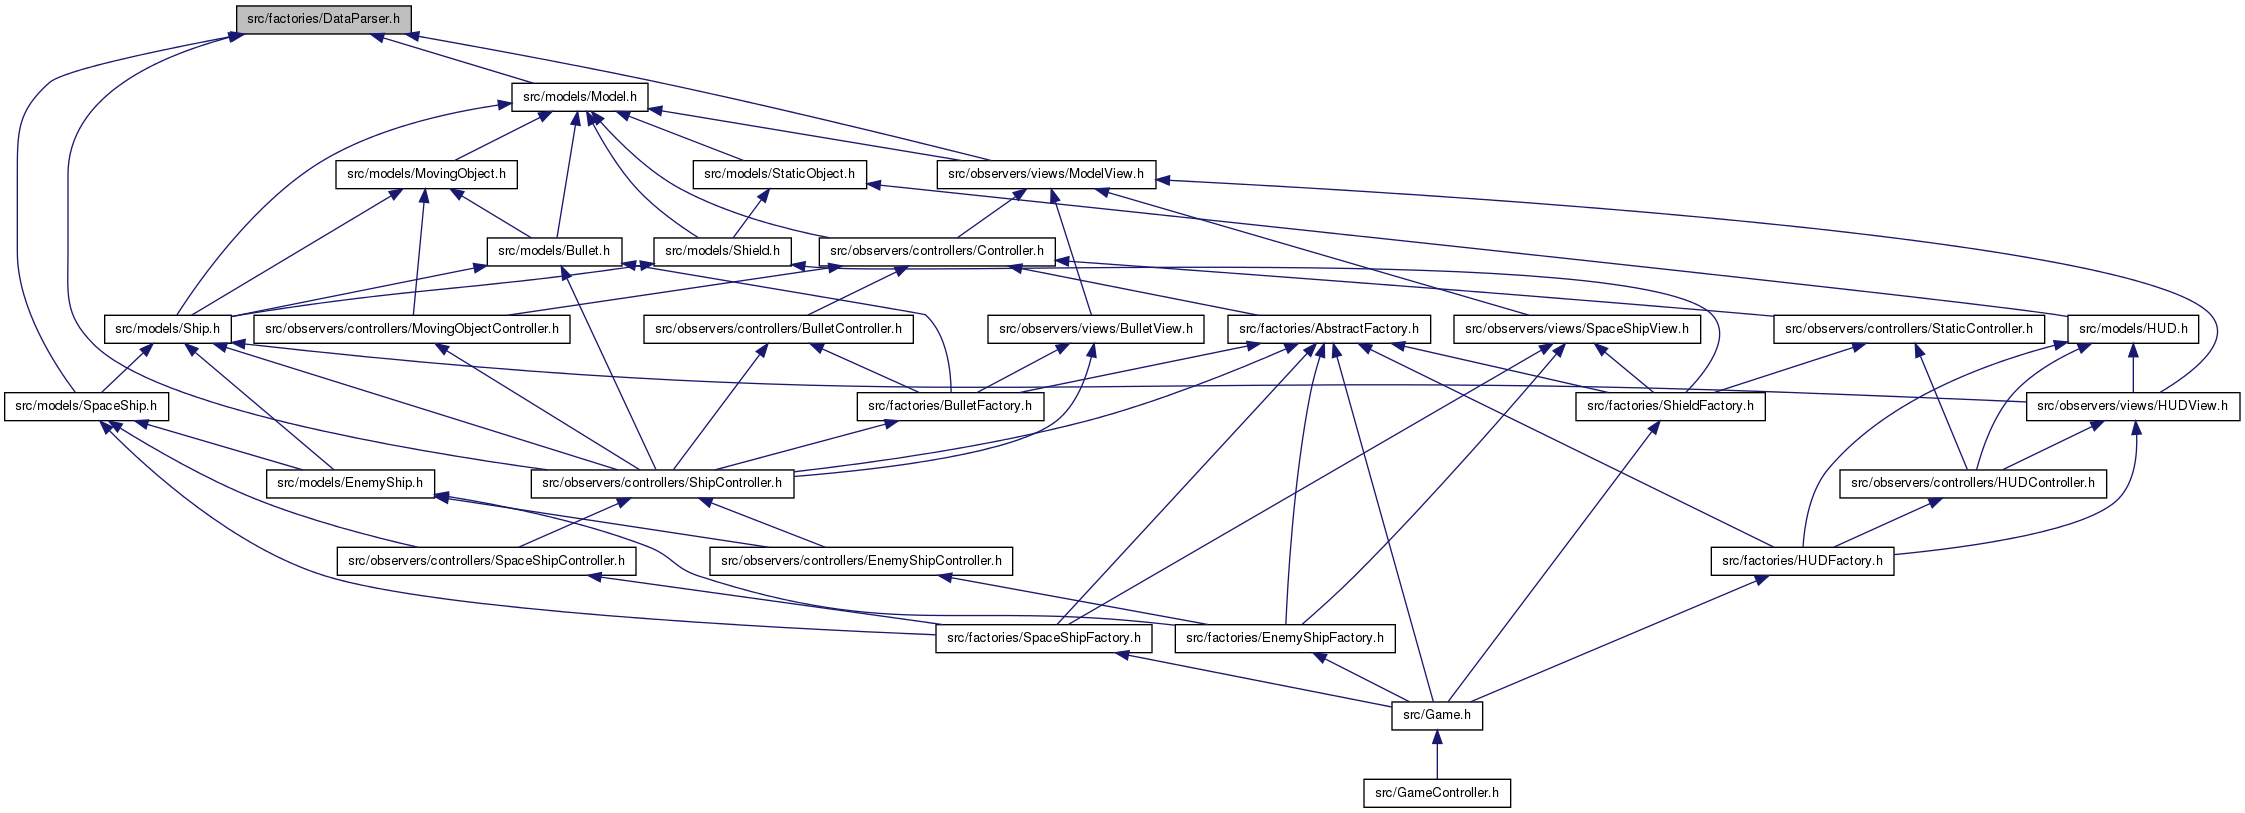 src/factories/DataParser.h
src/models/Model.h
src/models/MovingObject.h
src/models/StaticObject.h
src/observers/views/ModelView.h
src/models/Bullet.h
src/models/Shield.h
src/observers/controllers/Controller.h
src/models/Ship.h
src/observers/controllers/MovingObjectController.h
src/observers/controllers/BulletController.h
src/observers/views/BulletView.h
src/factories/AbstractFactory.h
src/observers/views/SpaceShipView.h
src/observers/controllers/StaticController.h
src/models/HUD.h
src/models/SpaceShip.h
src/factories/BulletFactory.h
src/factories/ShieldFactory.h
src/observers/views/HUDView.h
src/models/EnemyShip.h
src/observers/controllers/ShipController.h
src/observers/controllers/HUDController.h
src/observers/controllers/SpaceShipController.h
src/observers/controllers/EnemyShipController.h
src/factories/HUDFactory.h
src/factories/SpaceShipFactory.h
src/factories/EnemyShipFactory.h
src/Game.h
src/GameController.h